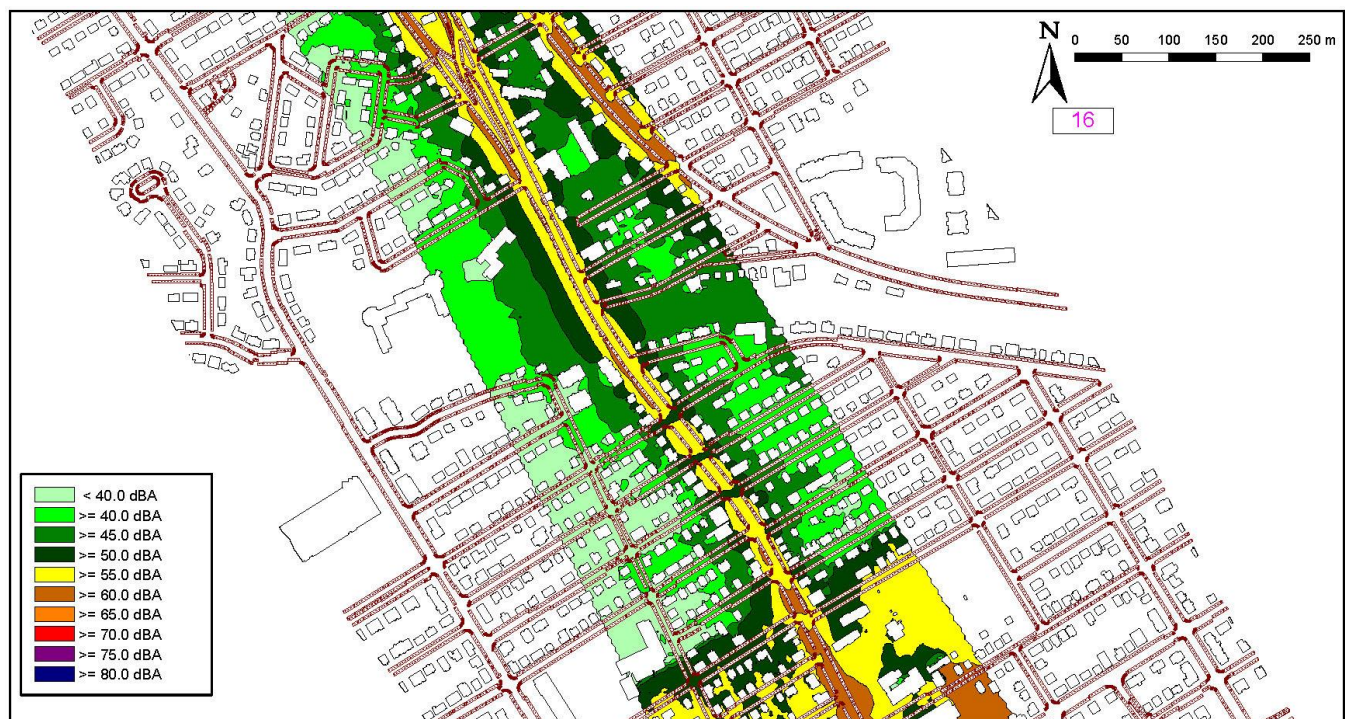 N
0 50 100 150 200 250 m
16
< 40.0 dBA
>= 40.0 dBA
>= 45.0 dBA
>= 50.0 dBA
>= 55.0 dBA
>= 60.0 dBA
>= 65.0 dBA
>= 70.0 dBA
>= 75.0 dBA
>= 80.0 dBA